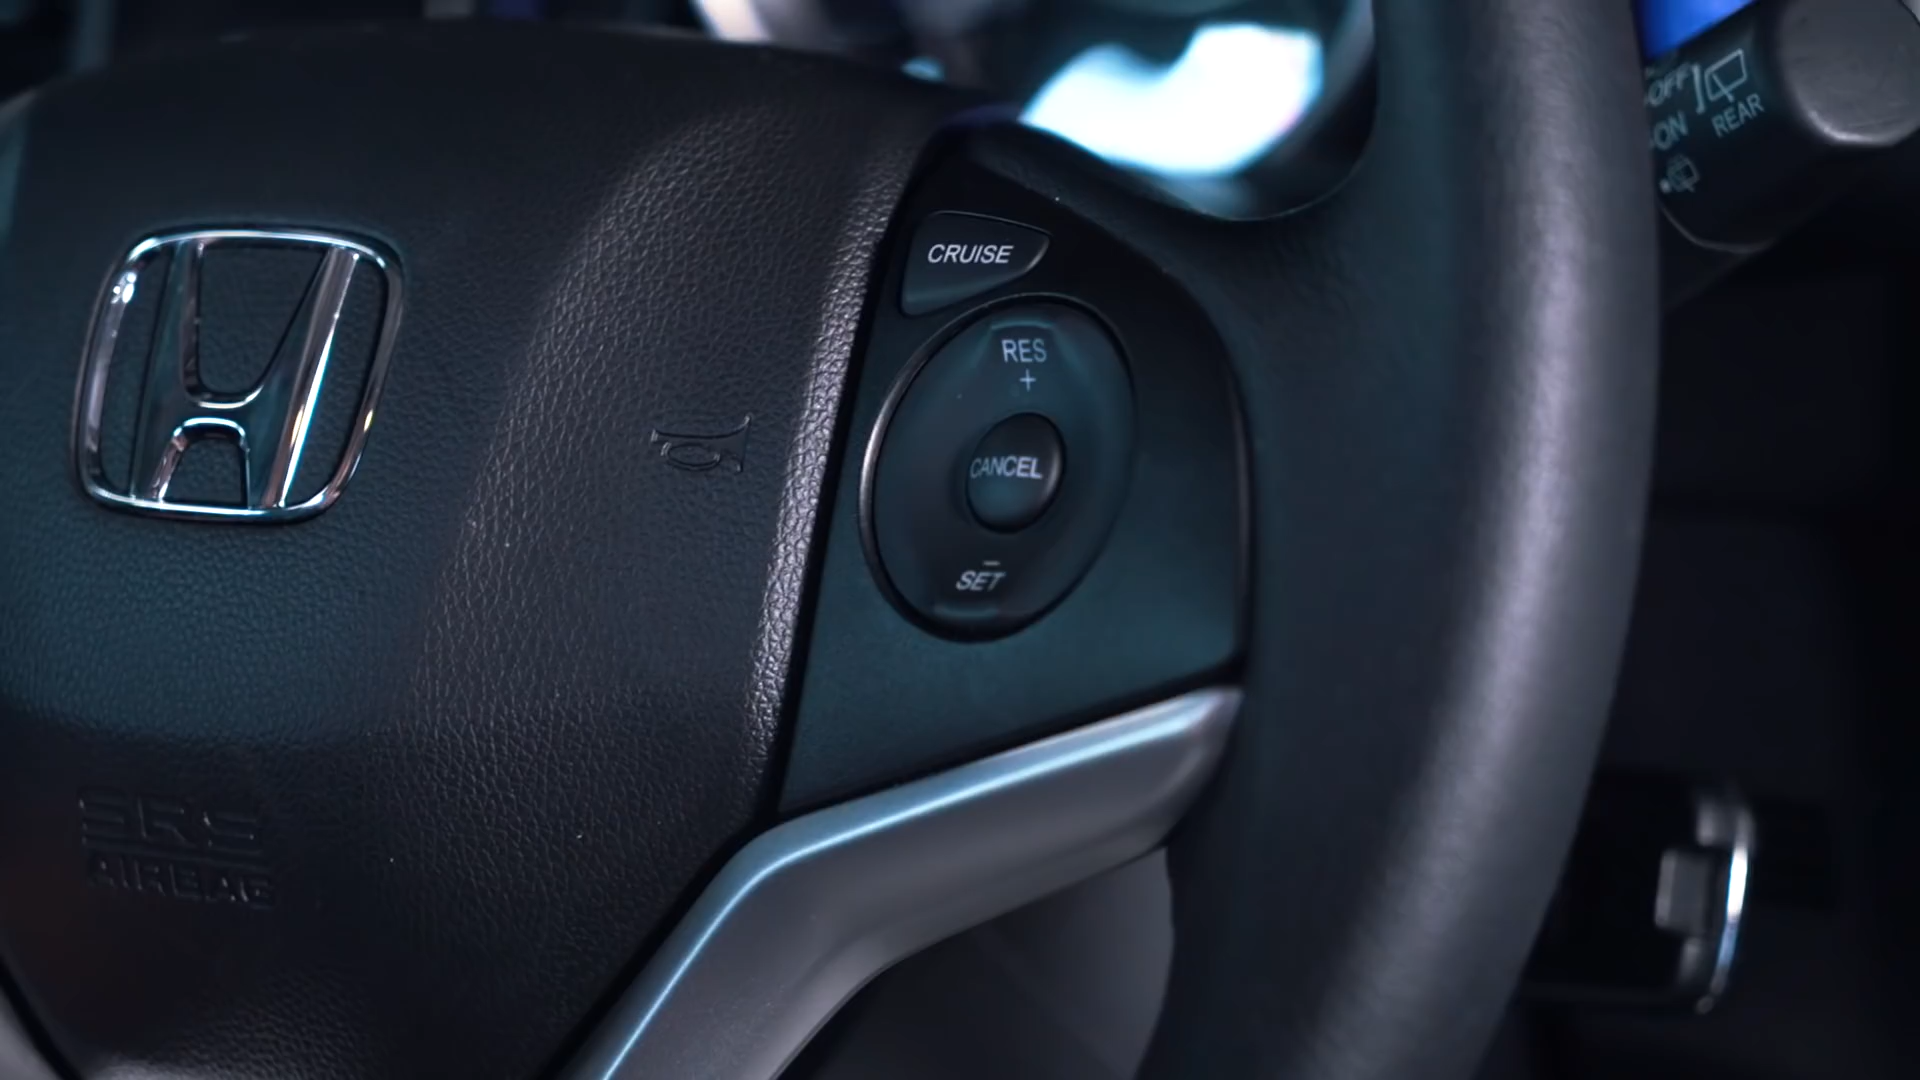 CRUISE
RES
+
CANCEL
–
SET
OFF
ON
REAR
SRS
AIRBAG